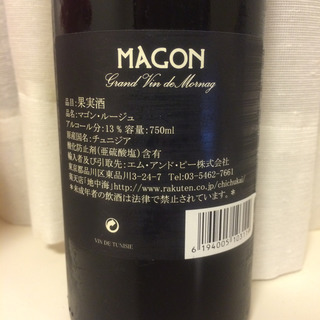 MAGON
Grand Vin de Mornag
品目:果実酒
マゴン・ルージュ
アルコール分:13% 容量:750ml
原産国名:チュニジア
酸化防止剤(亜硫酸塩)含有
輸入者及び引取先:エム・アンド・ピー株式会社
東京都品川区東品川3-24-7 Tel:03-5462-7661
楽天店「地中海」http://www.rakuten.co.jp/chichukai/
*未成年者の飲酒は法律で禁止されています。*
VIN DE TUNISIE